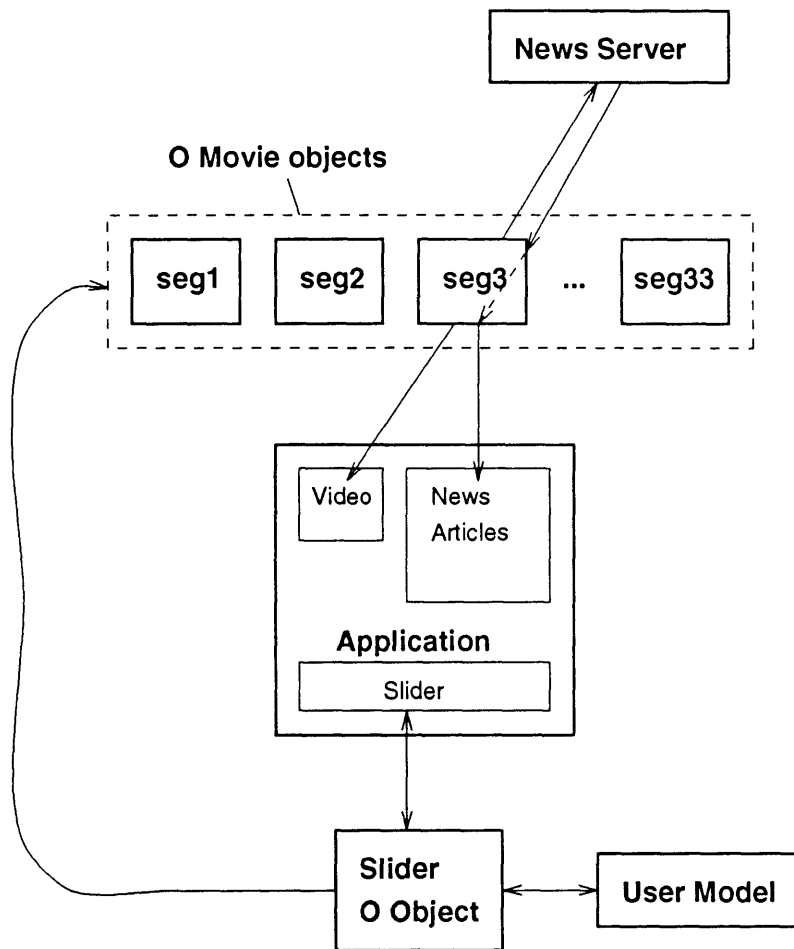 News Server
O Movie objects
seg1 seg2 seg3 ... seg33
Video
News
Articles
Application
Slider
Slider
O Object
User Model